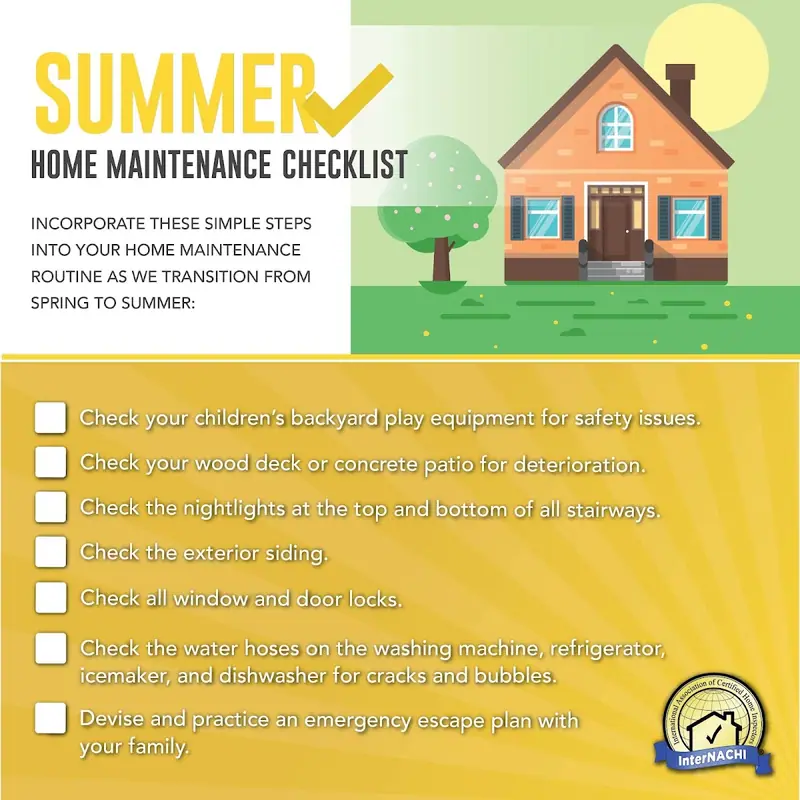 SUMMER
HOME MAINTENANCE CHECKLIST
INCORPORATE THESE SIMPLE STEPS
INTO YOUR HOME MAINTENANCE
ROUTINE AS WE TRANSITION FROM
SPRING TO SUMMER:
Check your children's backyard play equipment for safety issues.
Check your wood deck or concrete patio for deterioration.
Check the nightlights at the top and bottom of all stairways.
Check the exterior siding.
Check all window and door locks.
Check the water hoses on the washing machine, refrigerator,
icemaker, and dishwasher for cracks and bubbles.
Devise and practice an emergency escape plan with
your family.
International Association of Certified Home Inspectors
InterNACHI